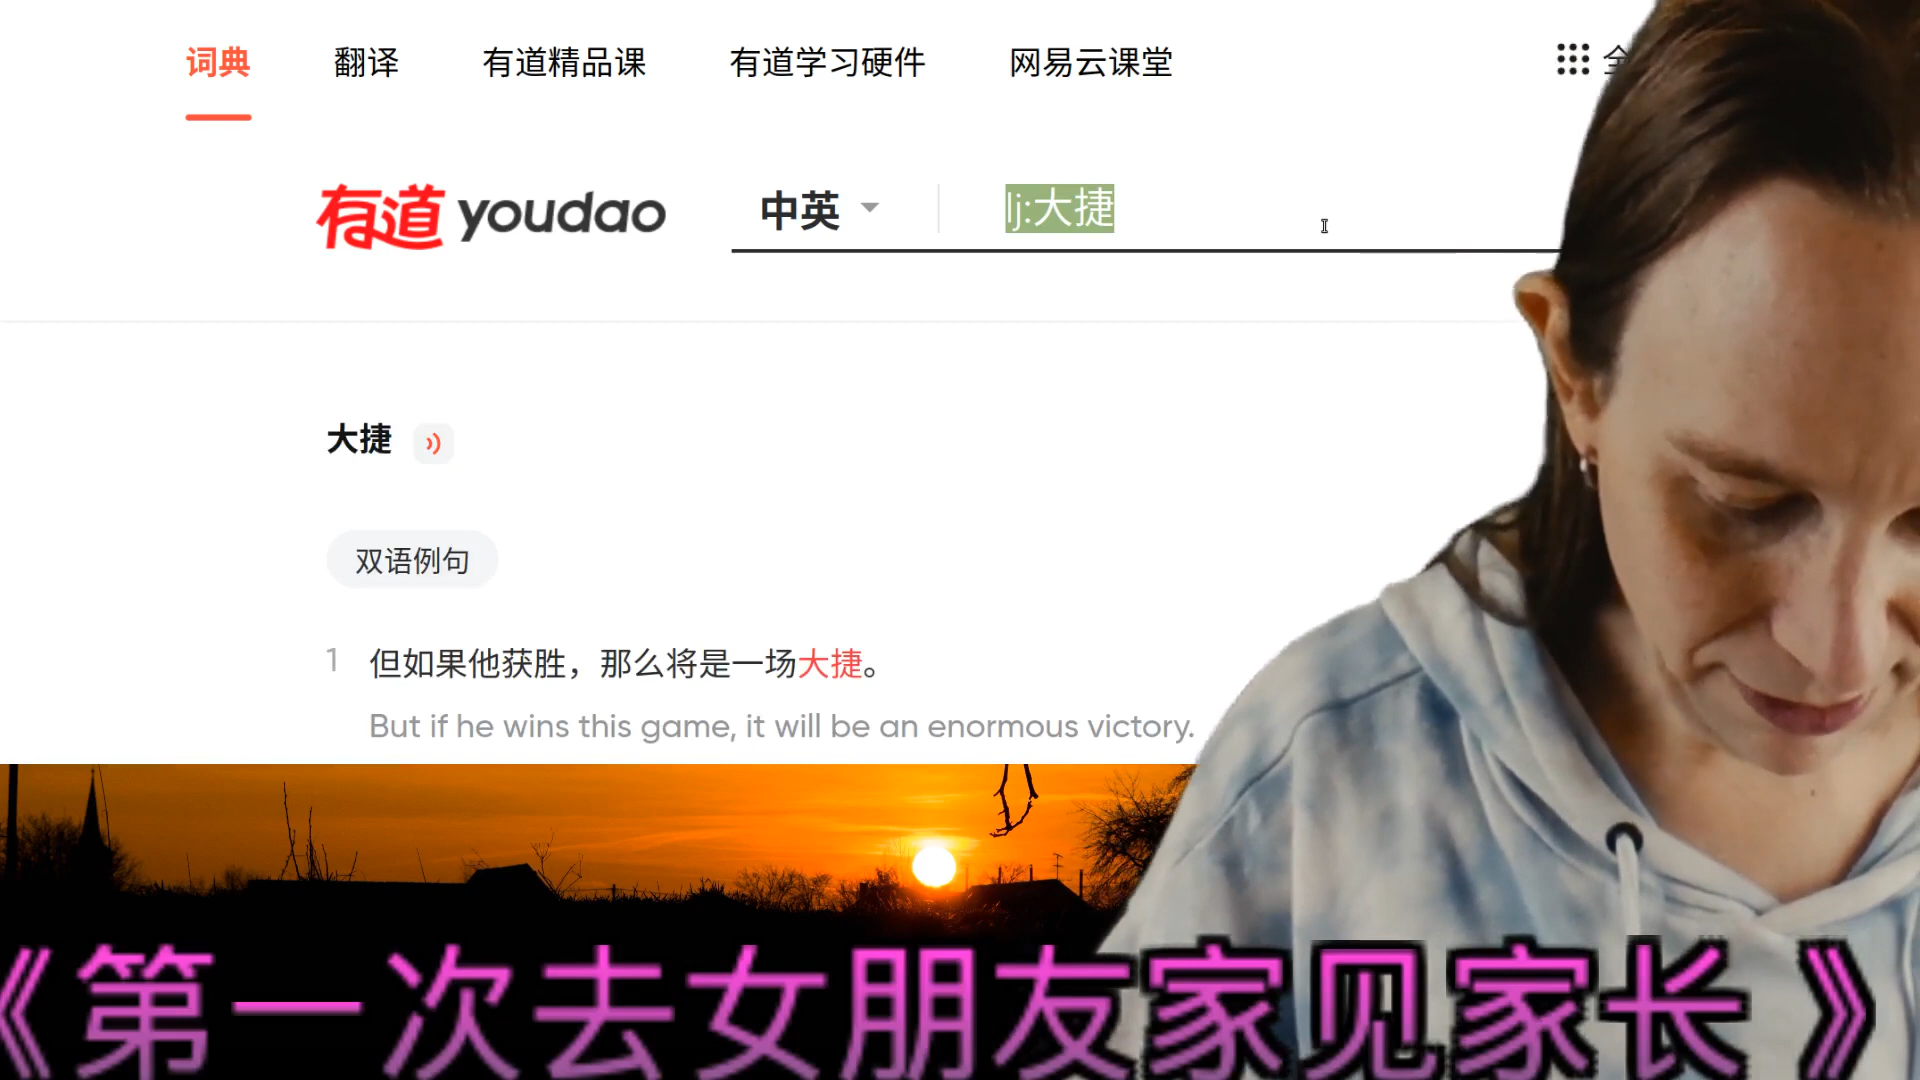 词典 翻译 有道精品课 有道学习硬件 网易云课堂 全
有道 youdao 中英 lj:大捷
大捷
双语例句
1 但如果他获胜，那么将是一场大捷。
But if he wins this game, it will be an enormous victory.
《第一次去女朋友家见家长》